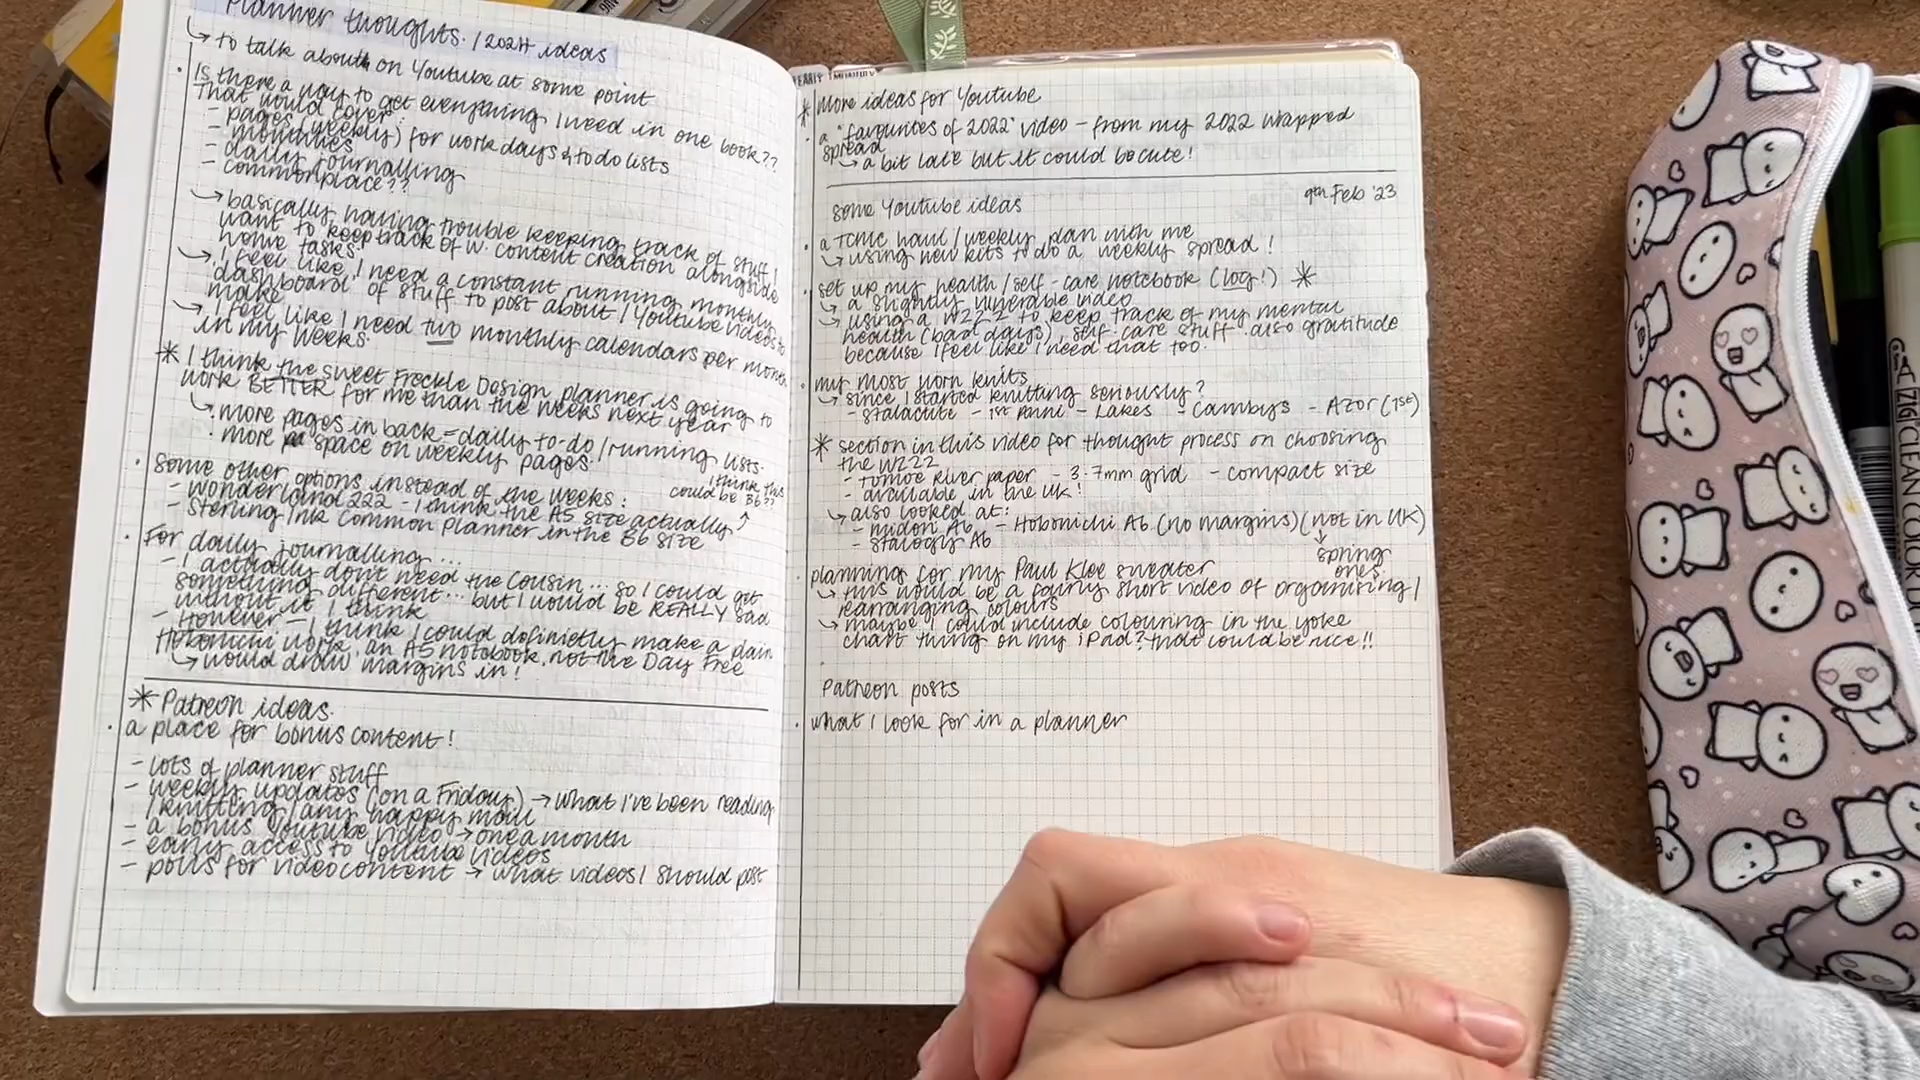 Planner thoughts. / 2024 ideas
↳ to talk about on Youtube at some point
· Is there a way to get everything I need in one book??
That would cover:
- pages (weekly) for work days & to do lists
- monthlies
- daily journalling
- commonplace??
↳ basically having trouble keeping track of stuff I
want to keep track of w. content creation alongside
home tasks.
↳ I feel like I need a constant running monthly
dashboard of stuff to post about / Youtube videos to
make
↳ I feel like I need two monthly calendars per month
in my weeks.
* I think the Sweet Freckle Design planner is going to
work BETTER for me than the weeks next year
↳ · more pages in back = daily to-do / running lists.
· more space on weekly pages.
· Some other options instead of the weeks:
- wonderland 222 - I think the A5 size actually
I think this
could be B6??
- Sterling Ink Common Planner in the B6 size
· For daily journalling...
- I actually don't need the Cousin... so I could get
something different... but I would be REALLY sad
without it I think
- However - I think I could definietly make a plain
Hobonichi work, an A5 notebook, not the Day Free
↳ would draw margins in!
* Patreon ideas.
· a place for bonus content!
- lots of planner stuff
- weekly updates (on a Friday) → what I've been reading
/ knitting / any happy mail
- a bonus Youtube video → once a month
- early access to Youtube videos
- polls for video content → what videos I should post
YEARLY MONTHLY
* more ideas for Youtube
· a "favourites of 2022" video - from my 2022 wrapped
spread
↳ a bit late but it could be cute!
9th Feb '23
some Youtube ideas
· a TCMC haul / weekly plan with me
↳ using new kits to do a weekly spread!
· set up my health / self-care notebook (log!) *
↳ a slightly vulnerable video
↳ using a W222 to keep track of my mental
health (bad days), self-care stuff. also gratitude
because I feel like I need that too.
· my most worn knits
↳ since I started knitting seriously?
- Stalactite - 1st Ranni - Lakes - Cambys - Azor (1st)
* section in this video for thought process on choosing
the W222
- Tomoe River paper - 3.7mm grid - compact size
- available in the UK!
↳ also looked at:
- midori A6 - Hobonichi A6 (no margins) (not in UK)
- stalogy A6
↓
spring
ones.
· planning for my Paul Klee sweater
↳ this would be a fairly short video of organising /
rearranging colours
↳ maybe I could include colouring in the yoke
chart thing on my iPad? that could be nice!!
Patreon posts
· what I look for in a planner
ZIG CLEAN COLOR